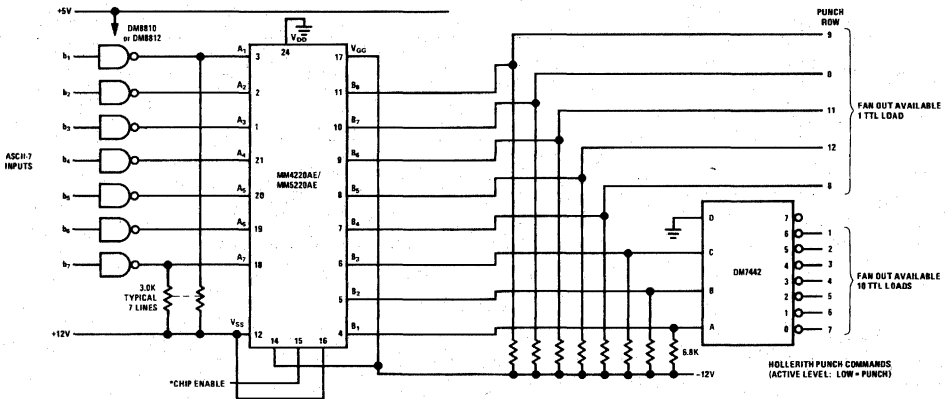 +5V
DM8810
or DM8812
PUNCH
ROW
b1
b2
b3
b4
b5
b6
b7
ASCII-7
INPUTS
A1
A2
A3
A4
A5
A6
A7
3
2
1
21
20
19
18
3.0K
TYPICAL
7 LINES
+12V
VSS
12
14
15
16
*CHIP ENABLE
24
VDD
MM4220AE/
MM5220AE
VGG
17
11
10
9
8
7
6
5
4
B8
B7
B6
B5
B4
B3
B2
B1
9
0
11
12
8
FAN OUT AVAILABLE
1 TTL LOAD
D
C
B
A
DM7442
7
6
5
4
3
2
1
0
1
2
3
4
5
6
7
FAN OUT AVAILABLE
10 TTL LOADS
6.8K
-12V
HOLLERITH PUNCH COMMANDS
(ACTIVE LEVEL: LOW = PUNCH)